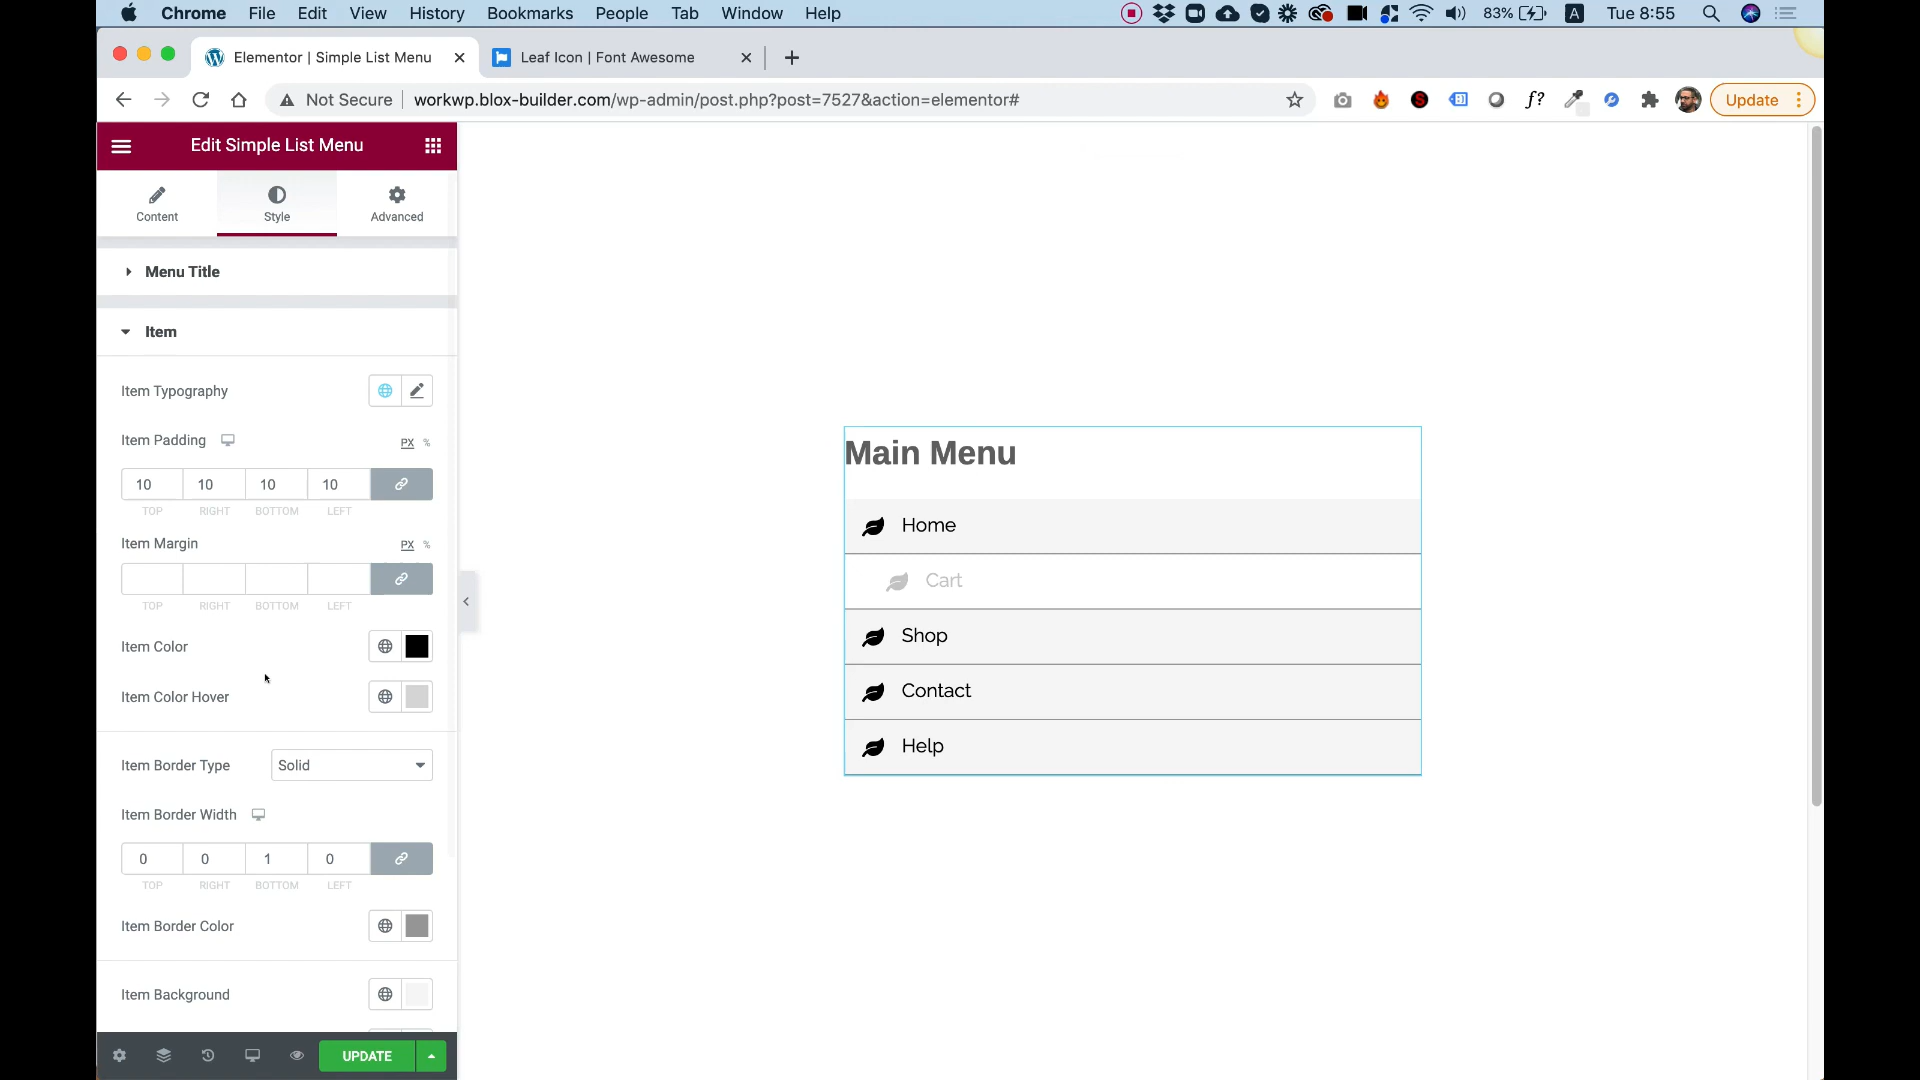 Chrome File Edit View History Bookmarks People Tab Window Help 83% A Tue 8:55
Elementor | Simple List Menu Leaf Icon | Font Awesome
Not Secure workwp.blox-builder.com/wp-admin/post.php?post=7527&action=elementor# S f? Update
Edit Simple List Menu
Content Style Advanced
Menu Title
Item
Item Typography
Item Padding PX %
10 10 10 10
TOP RIGHT BOTTOM LEFT
Item Margin PX %
TOP RIGHT BOTTOM LEFT
Item Color
Item Color Hover
Item Border Type Solid
Item Border Width
0 0 1 0
TOP RIGHT BOTTOM LEFT
Item Border Color
Item Background
UPDATE
Main Menu
Home
Cart
Shop
Contact
Help